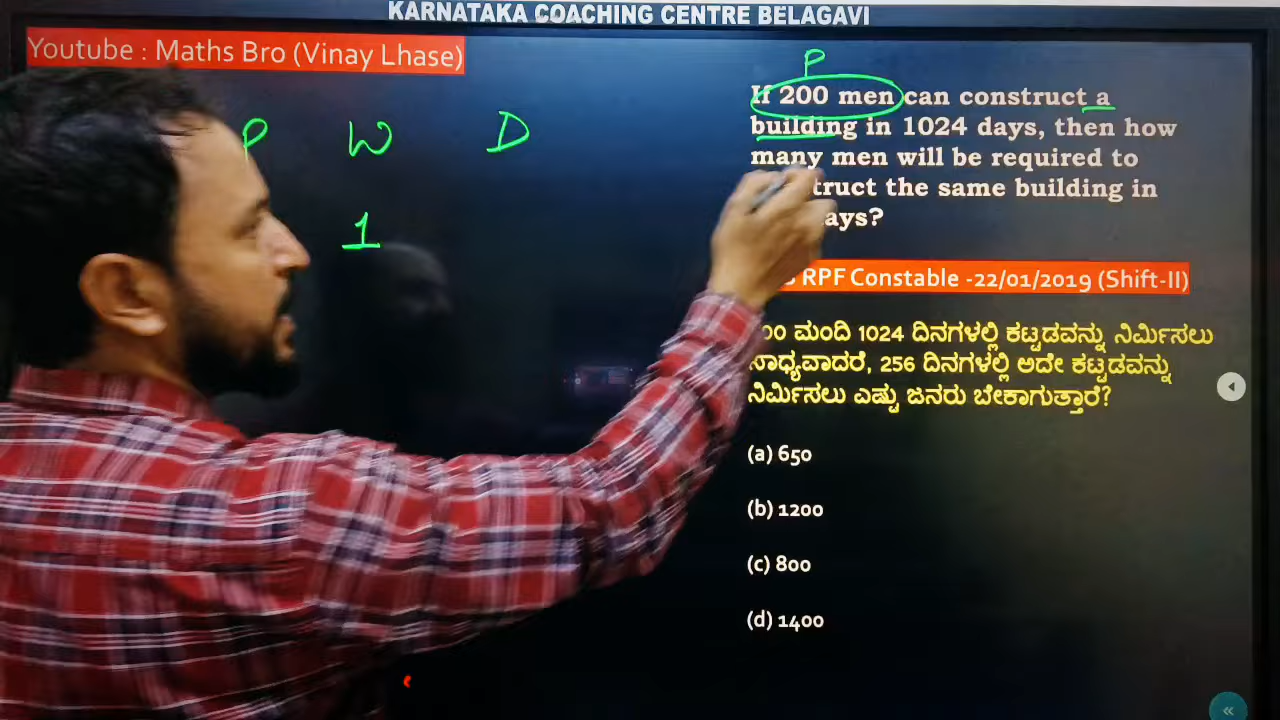 KARNATAKA COACHING CENTRE BELAGAVI
Youtube : Maths Bro (Vinay Lhase)
P
P W D
1
If 200 men can construct a
building in 1024 days, then how
many men will be required to
the same building in
RPF Constable -22/01/2019 (Shift-II)
ಮಂದಿ 1024 ದಿನಗಳಲ್ಲಿ ಕಟ್ಟಡವನ್ನು ನಿರ್ಮಿಸಲು
ಸಾಧ್ಯವಾದರೆ, 256 ದಿನಗಳಲ್ಲಿ ಅದೇ ಕಟ್ಟಡವನ್ನು
ನಿರ್ಮಿಸಲು ಎಷ್ಟು ಜನರು ಬೇಕಾಗುತ್ತಾರೆ?
(a) 650
(b) 1200
(c) 800
(d) 1400